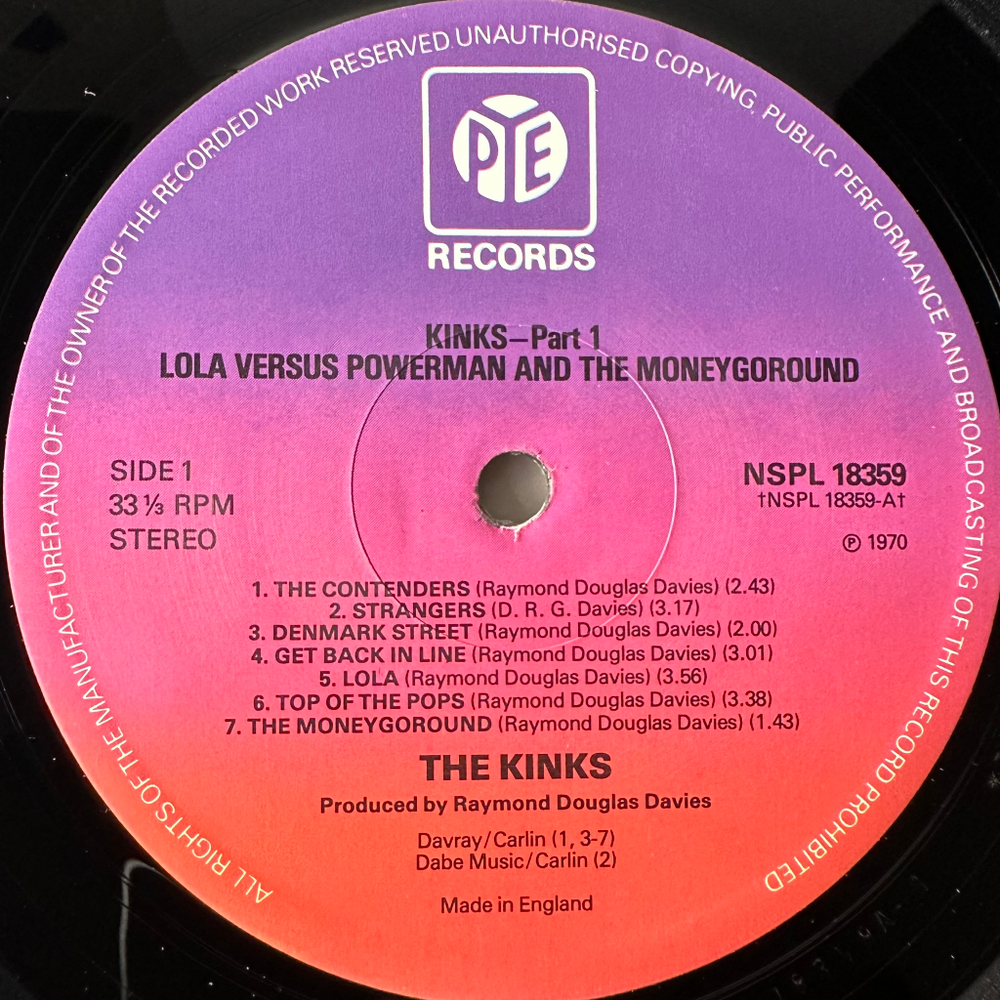 ALL RIGHTS OF THE MANUFACTURER AND OF THE OWNER OF THE RECORDED WORK RESERVED. UNAUTHORISED COPYING, PUBLIC PERFORMANCE AND BROADCASTING OF THIS RECORD PROHIBITED
PYE
RECORDS
KINKS–Part 1
LOLA VERSUS POWERMAN AND THE MONEYGOROUND
SIDE 1
33 ⅓ RPM
STEREO
NSPL 18359
†NSPL 18359-A†
℗ 1970
1. THE CONTENDERS (Raymond Douglas Davies) (2.43)
2. STRANGERS (D. R. G. Davies) (3.17)
3. DENMARK STREET (Raymond Douglas Davies) (2.00)
4. GET BACK IN LINE (Raymond Douglas Davies) (3.01)
5. LOLA (Raymond Douglas Davies) (3.56)
6. TOP OF THE POPS (Raymond Douglas Davies) (3.38)
7. THE MONEYGOROUND (Raymond Douglas Davies) (1.43)
THE KINKS
Produced by Raymond Douglas Davies
Davray/Carlin (1, 3-7)
Dabe Music/Carlin (2)
Made in England